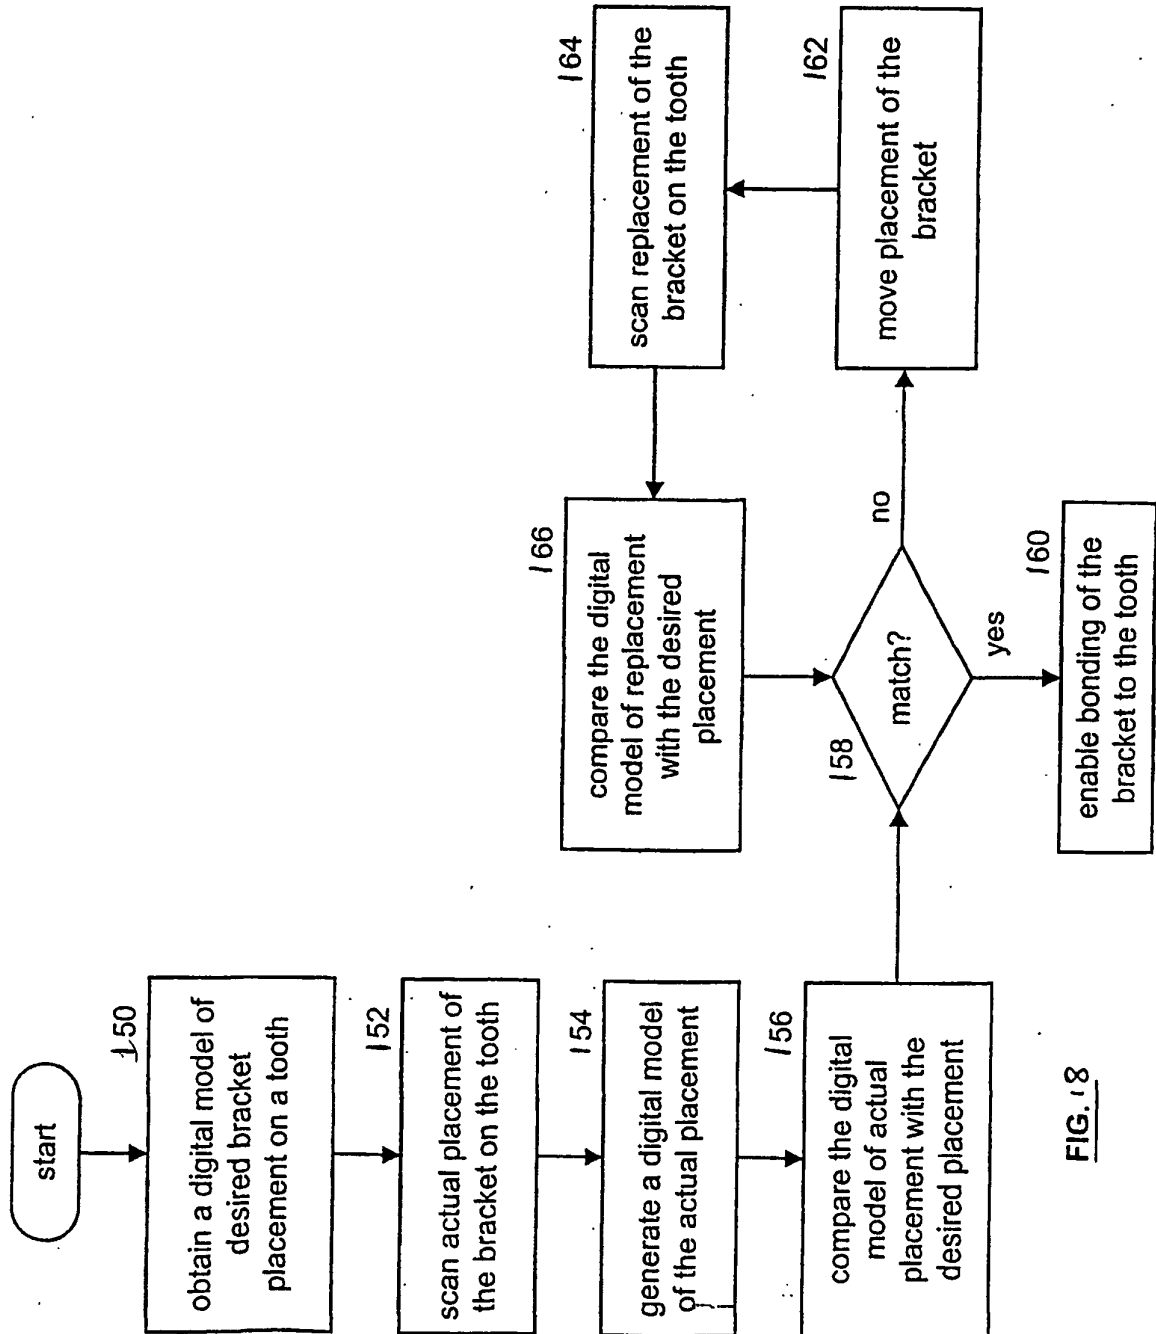 start
150
obtain a digital model of
desired bracket
placement on a tooth
152
scan actual placement of
the bracket on the tooth
154
generate a digital model
of the actual placement
156
compare the digital
model of actual
placement with the
desired placement
158
match?
yes
160
enable bonding of the
bracket to the tooth
no
162
move placement of the
bracket
164
scan replacement of the
bracket on the tooth
166
compare the digital
model of replacement
with the desired
placement
FIG. 18